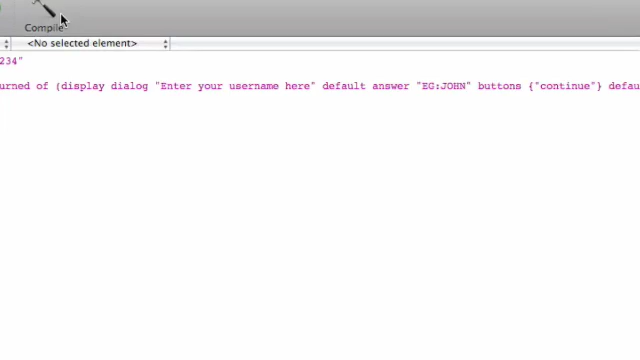 Compile
<No selected element>
234"
urned of (display dialog "Enter your username here" default answer "EG:JOHN" buttons {"continue"} defau